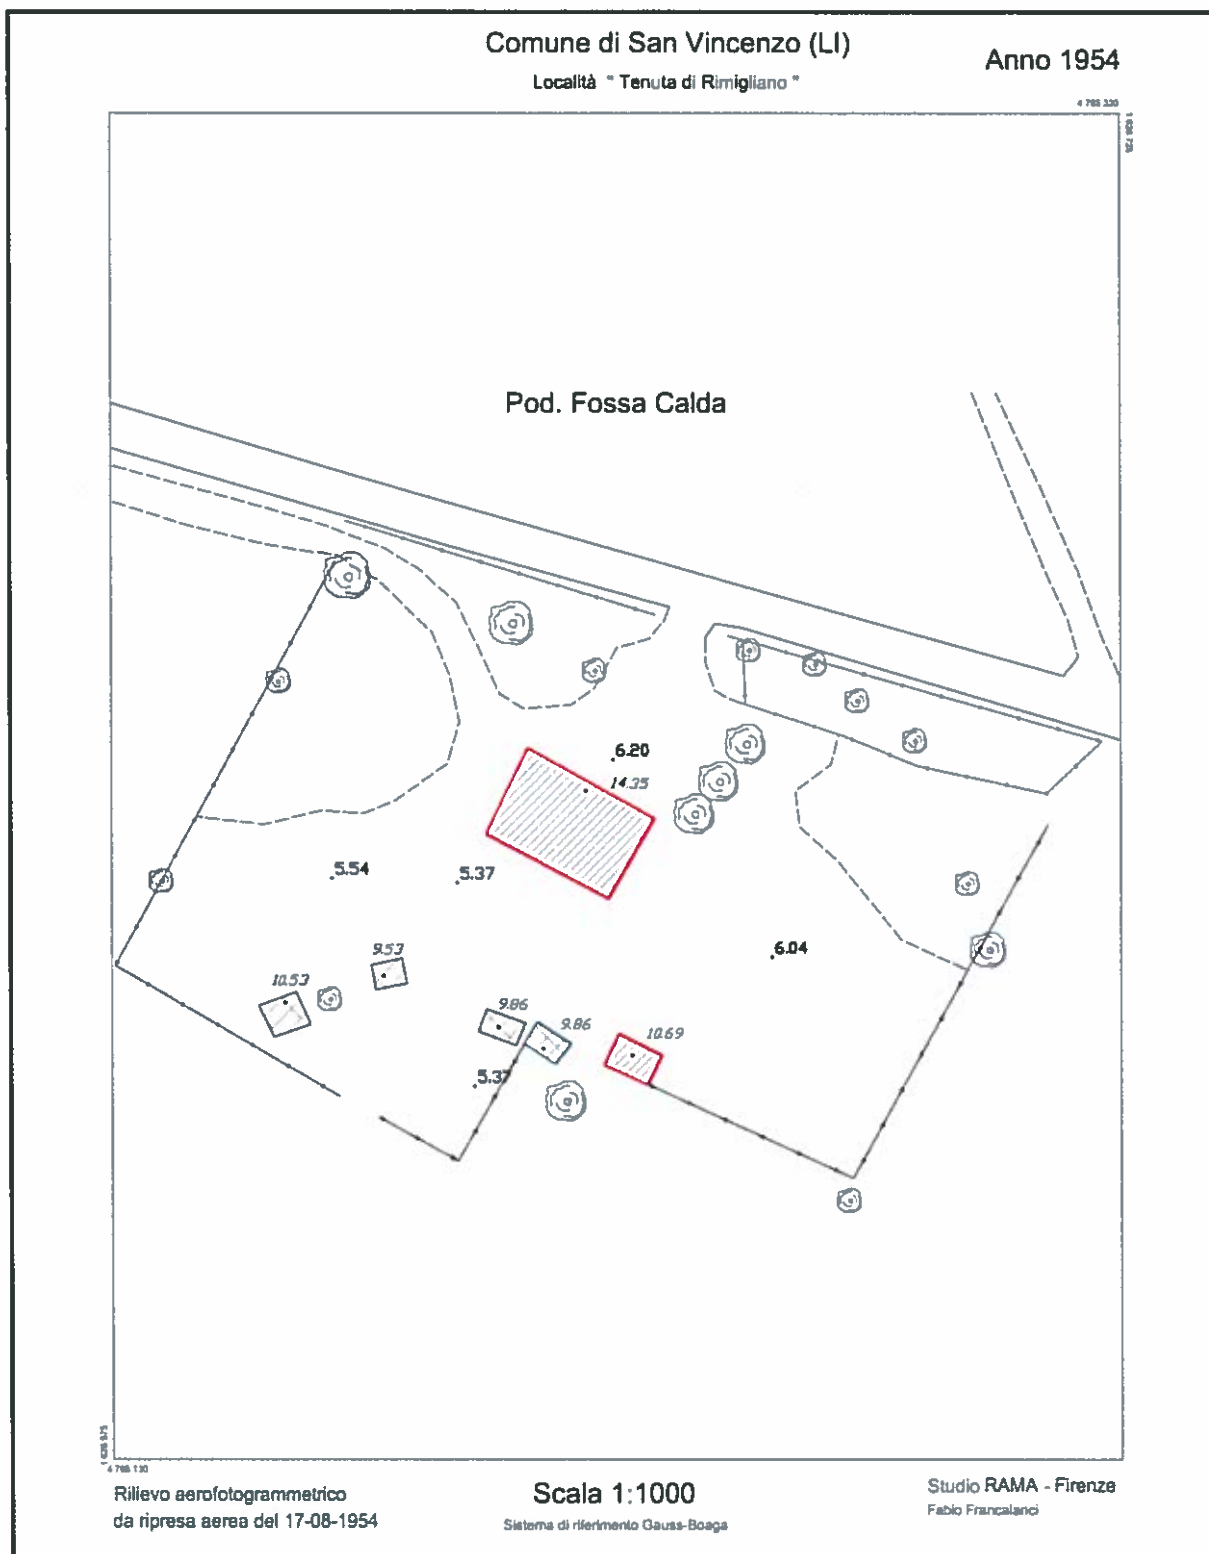 Comune di San Vincenzo (LI)
Anno 1954
Località " Tenuta di Rimigliano "
Pod. Fossa Calda
6.20
14.35
5.54
5.37
6.04
9.53
10.53
9.86
9.86
10.69
5.37
Rilievo aerofotogrammetrico
da ripresa aerea del 17-08-1954
Scala 1:1000
Sistema di riferimento Gauss-Boaga
Studio RAMA - Firenze
Fabio Francalanci